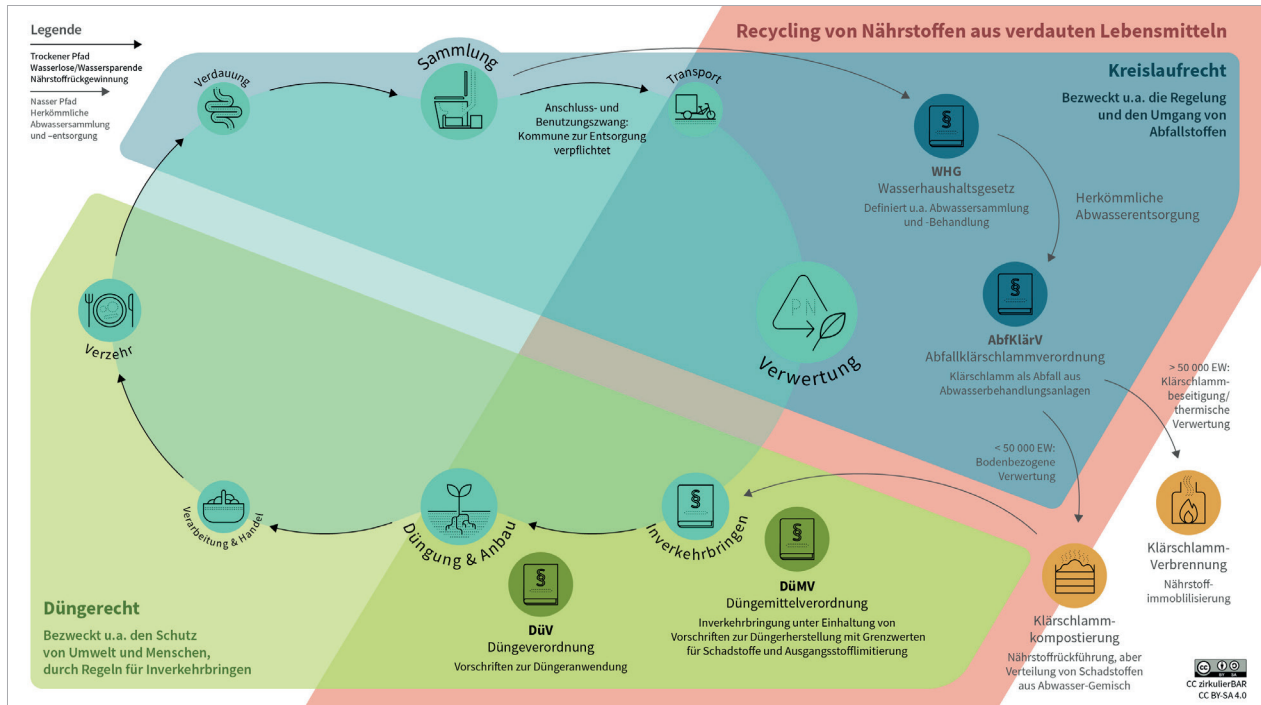 Legende
Trockener Pfad
Wasserlose/Wassersparende
Nährstoffrückgewinnung
Nasser Pfad
Herkömmliche
Abwassersammlung
und –entsorgung
Recycling von Nährstoffen aus verdauten Lebensmitteln
Kreislaufrecht
Bezweckt u.a. die Regelung
und den Umgang von
Abfallstoffen
Verdauung
Sammlung
Anschluss- und
Benutzungszwang:
Kommune zur Entsorgung
verpflichtet
Transport
§
WHG
Wasserhaushaltsgesetz
Definiert u.a. Abwassersammlung
und -Behandlung
Herkömmliche
Abwasserentsorgung
§
AbfKlärV
Abfallklärschlammverordnung
Klärschlamm als Abfall aus
Abwasserbehandlungsanlagen
PN
Verwertung
> 50 000 EW:
Klärschlamm-
beseitigung/
thermische
Verwertung
< 50 000 EW:
Bodenbezogene
Verwertung
Verzehr
Verarbeitung & Handel
Düngung & Anbau
§
Inverkehrbringen
§
DüMV
Düngemittelverordnung
Inverkehrbringung unter Einhaltung von
Vorschriften zur Düngerherstellung mit Grenzwerten
für Schadstoffe und Ausgangsstofflimitierung
§
DüV
Düngeverordnung
Vorschriften zur Düngeranwendung
Düngerecht
Bezweckt u.a. den Schutz
von Umwelt und Menschen,
durch Regeln für Inverkehrbringen
Klärschlamm-
Verbrennung
Nährstoff-
immoblilisierung
Klärschlamm-
kompostierung
Nährstoffrückführung, aber
Verteilung von Schadstoffen
aus Abwasser-Gemisch
cc
BY SA
CC zirkulierBAR
CC BY-SA 4.0